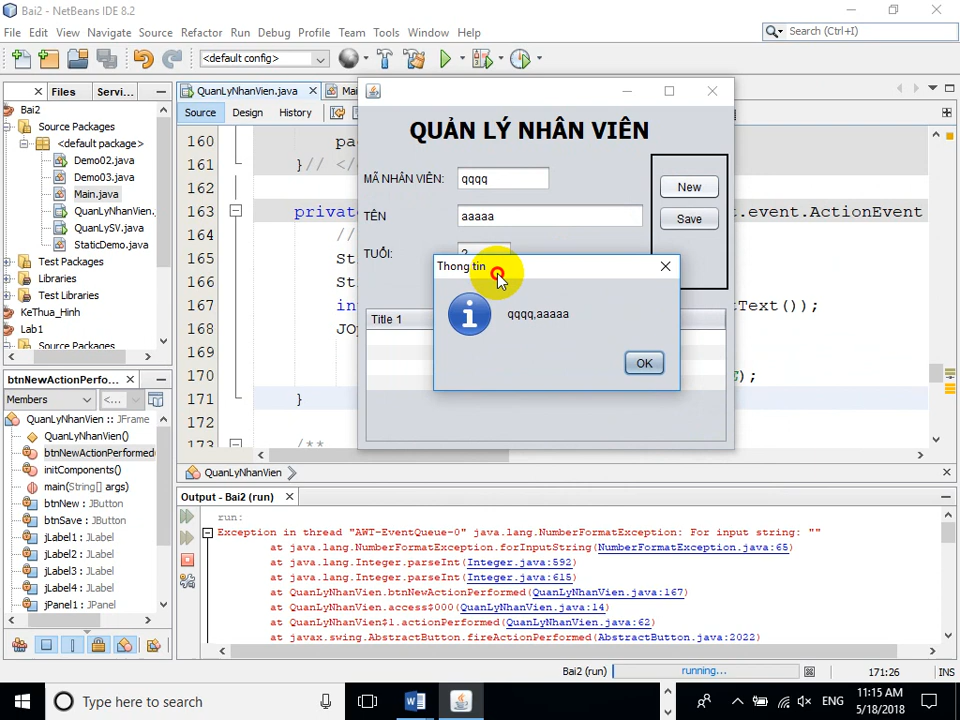 Bai2 - NetBeans IDE 8.2
File Edit View Navigate Source Refactor Run Debug Profile Team Tools Window Help
Search (Ctrl+I)
<default config>
Files Servi...
QuanLyNhanVien.java
Source Design History
Bai2
Source Packages
<default package>
Demo02.java
Demo03.java
Main.java
QuanLyNhanVien.
QuanLySV.java
StaticDemo.java
Test Packages
Libraries
Test Libraries
KeThua_Hinh
Lab1
Source Packages
160
161 }// </
162
163 private t.event.ActionEvent
164 //
165 St
166 St
167 in tText());
168 JOp
169
170 );
171 }
172
173 /**
QUẢN LÝ NHÂN VIÊN
MÃ NHÂN VIÊN: qqqq
TÊN aaaaa
TUỔI: 2
New
Save
Title 1
Thong tin
qqqq,aaaaa
OK
btnNewActionPerfo...
Members <...
QuanLyNhanVien :: JFrame
QuanLyNhanVien()
btnNewActionPerformed
initComponents()
main(String[] args)
btnNew : JButton
btnSave : JButton
jLabel1 : JLabel
jLabel2 : JLabel
jLabel3 : JLabel
jLabel4 : JLabel
jPanel1 : JPanel
QuanLyNhanVien
Output - Bai2 (run)
run:
Exception in thread "AWT-EventQueue-0" java.lang.NumberFormatException: For input string: ""
at java.lang.NumberFormatException.forInputString(NumberFormatException.java:65)
at java.lang.Integer.parseInt(Integer.java:592)
at java.lang.Integer.parseInt(Integer.java:615)
at QuanLyNhanVien.btnNewActionPerformed(QuanLyNhanVien.java:167)
at QuanLyNhanVien.access$000(QuanLyNhanVien.java:14)
at QuanLyNhanVien$1.actionPerformed(QuanLyNhanVien.java:62)
at javax.swing.AbstractButton.fireActionPerformed(AbstractButton.java:2022)
Bai2 (run) running... 171:26 INS
Type here to search
ENG
11:15 AM
5/18/2018